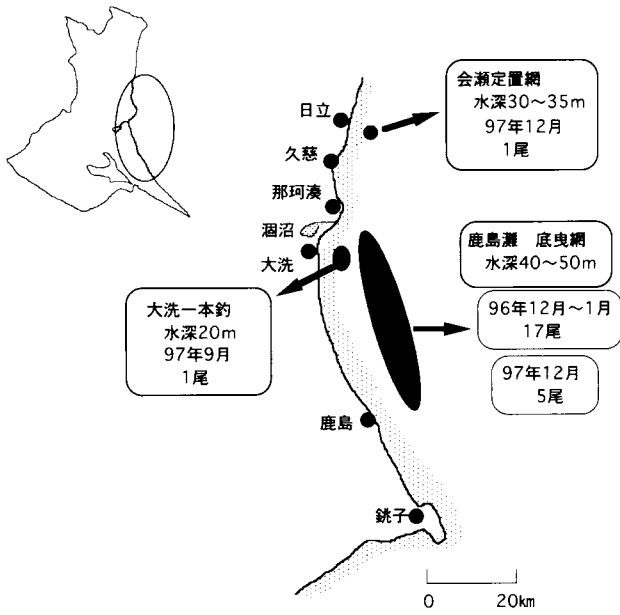 会瀬定置網
水深30～35m
97年12月
1尾
日立
久慈
那珂湊
涸沼
大洗
鹿島灘 底曳網
水深40～50m
96年12月～1月
17尾
97年12月
5尾
大洗一本釣
水深20m
97年9月
1尾
鹿島
銚子
0 20km